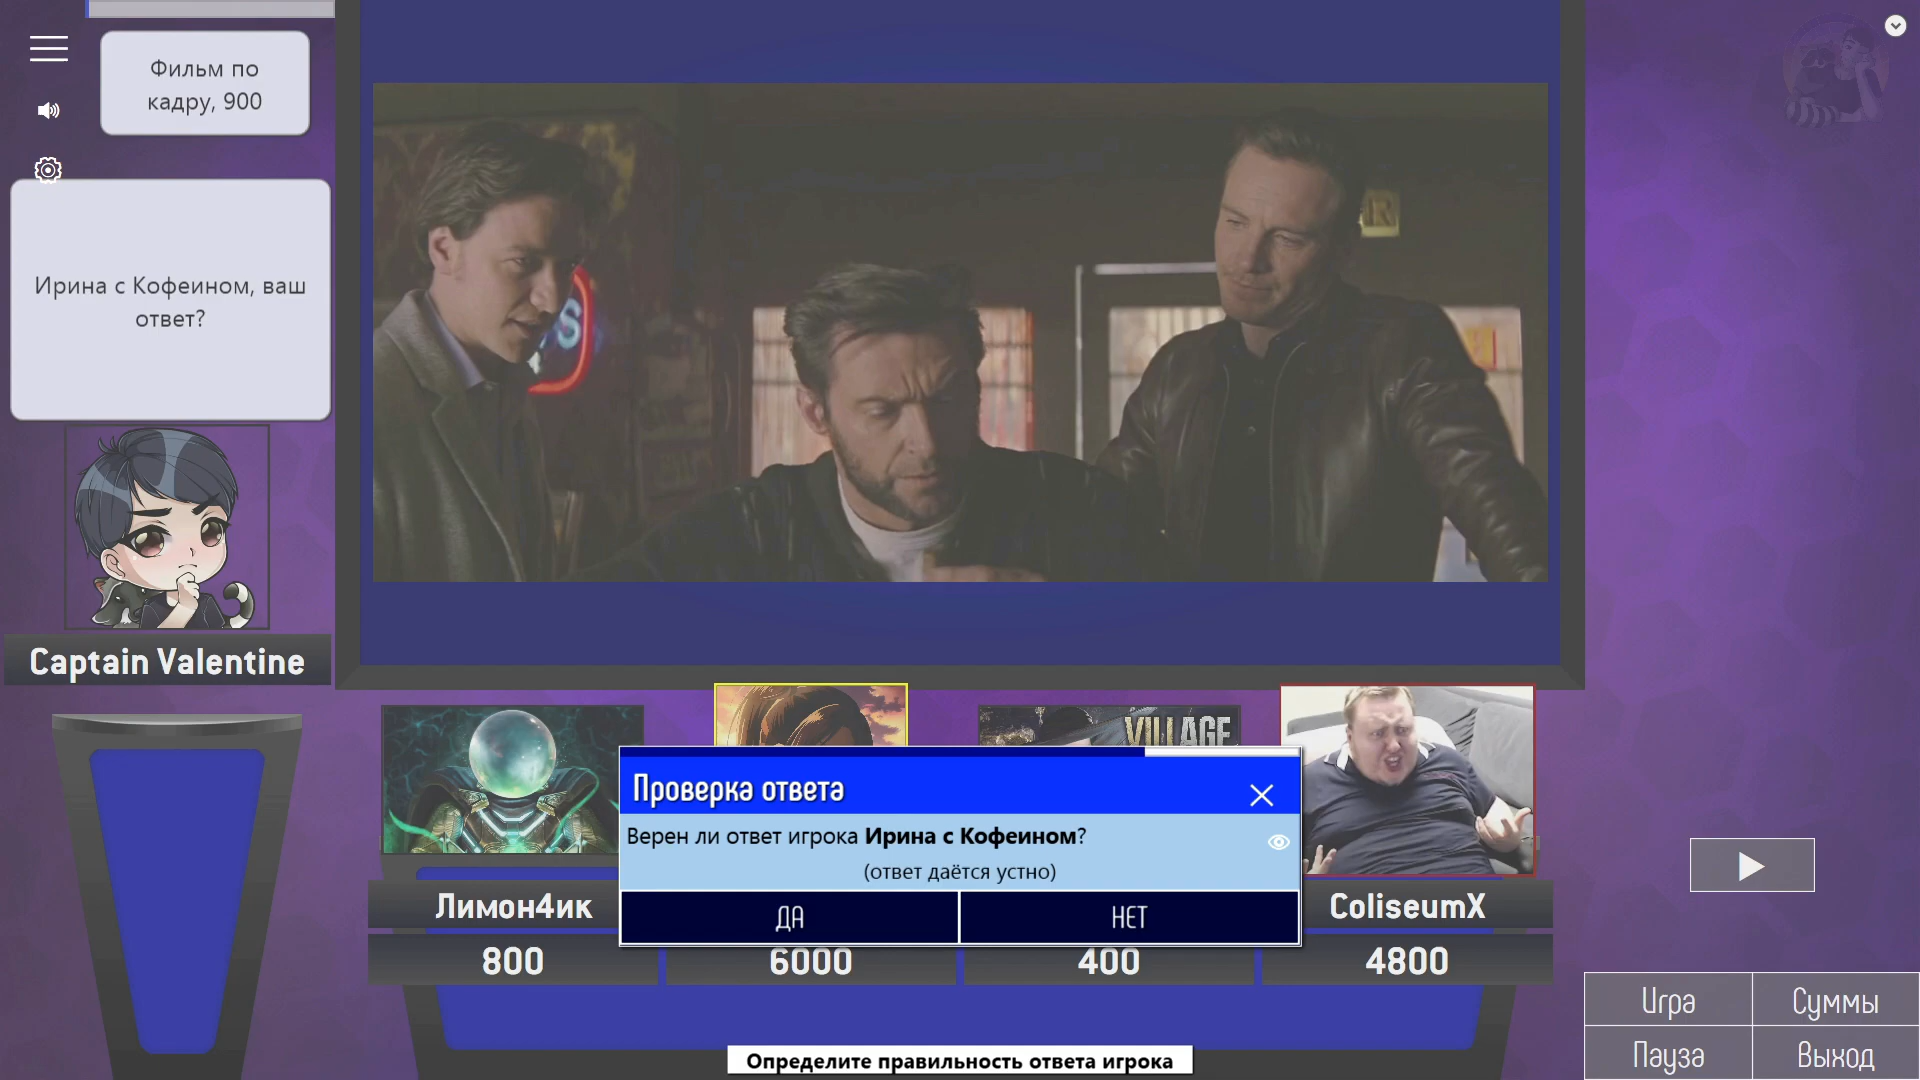 Фильм по
кадру, 900
Ирина с Кофеином, ваш
ответ?
Captain Valentine
VILLAGE
Проверка ответа
Верен ли ответ игрока Ирина с Кофеином?
(ответ даётся устно)
ДА
НЕТ
Лимон4ик
ColiseumX
800
6000
400
4800
Игра
Суммы
Пауза
Выход
Определите правильность ответа игрока